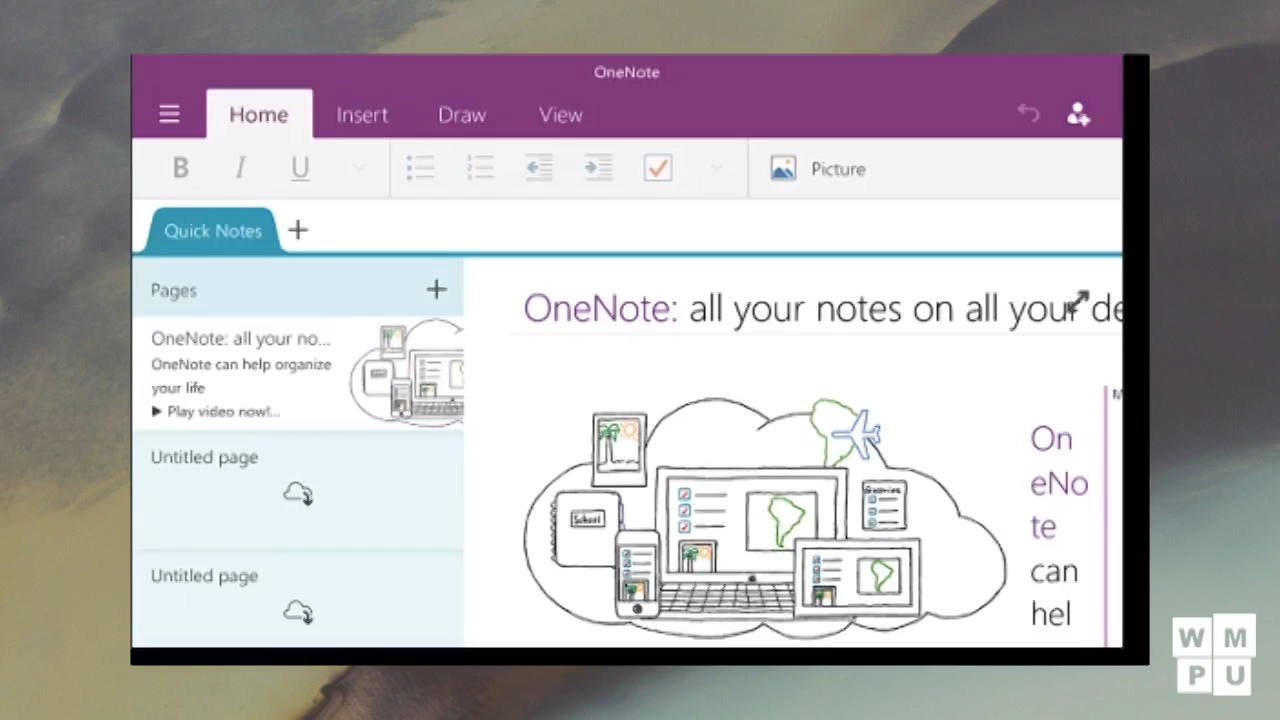 OneNote
Home Insert Draw View
B I U Picture
Quick Notes +
Pages +
OneNote: all your notes on all your de
OneNote: all your no...
OneNote can help organize
your life
▶ Play video now!...
Untitled page
Untitled page
School
Groceries
M
On
eNo
te
can
hel
W M
P U